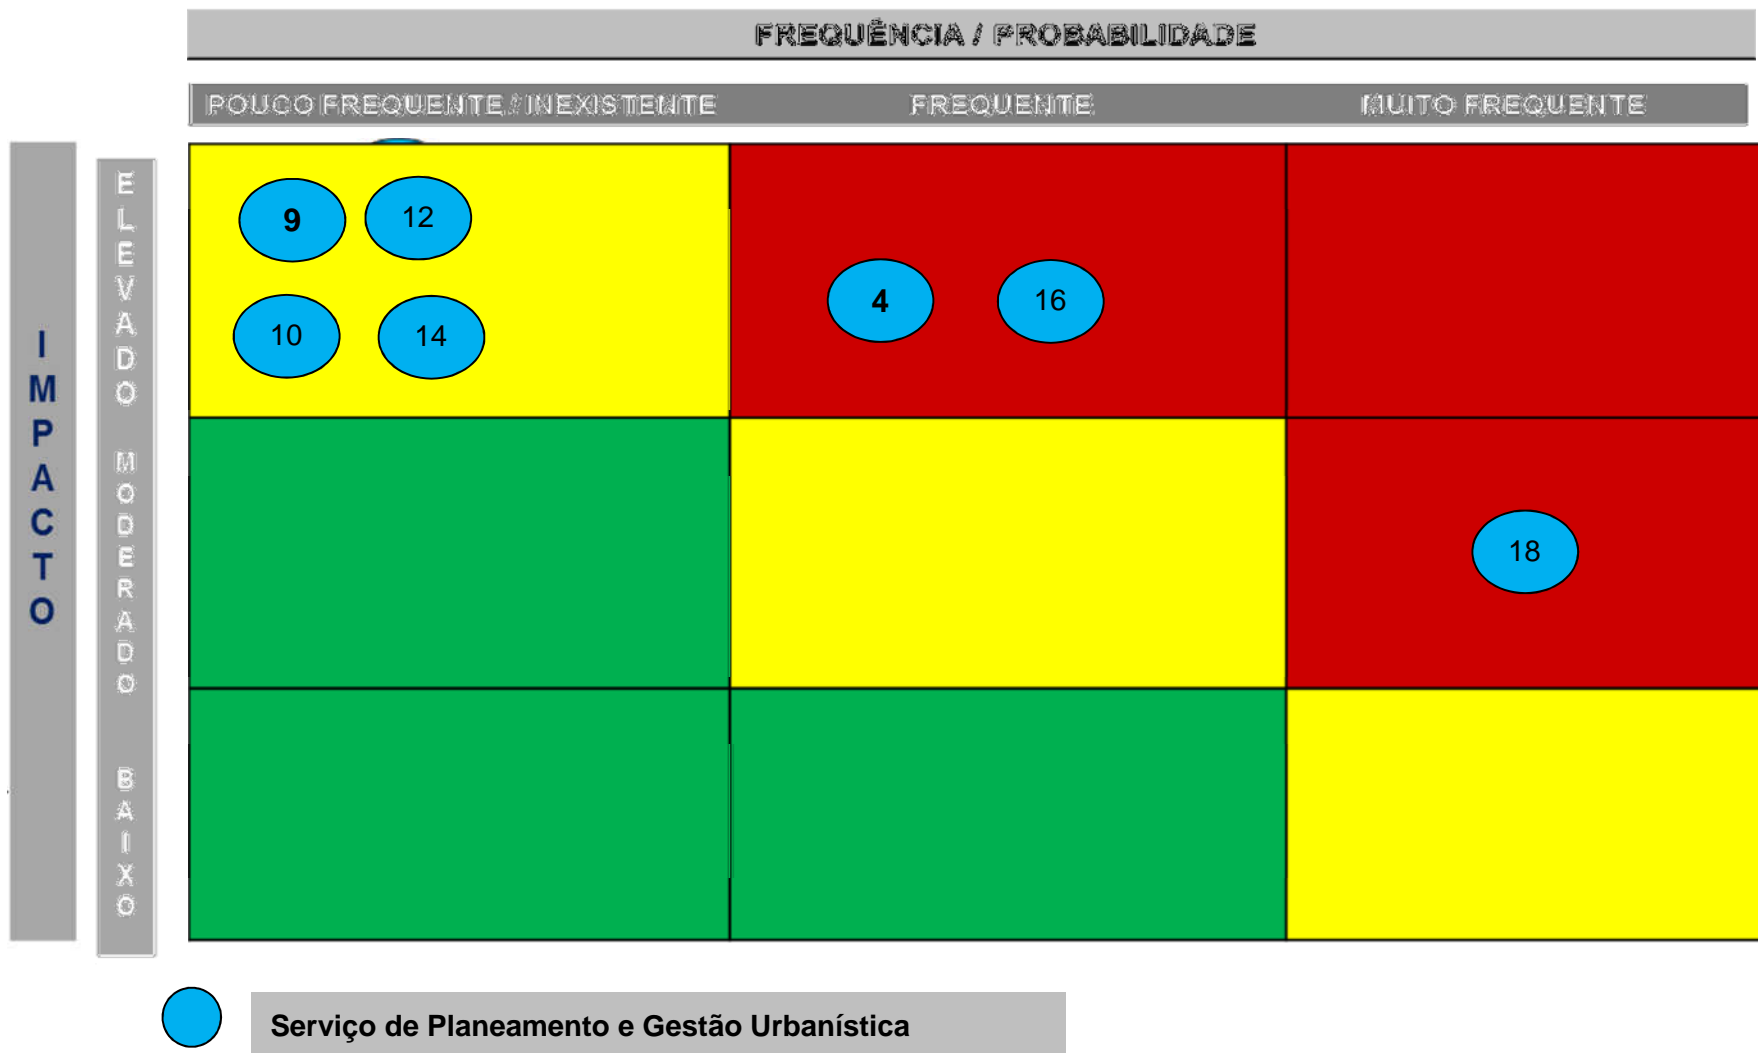 FREQUÊNCIA / PROBABILIDADE
POUCO FREQUENTE / INEXISTENTE FREQUENTE MUITO FREQUENTE
IMPACTO
ELEVADO MODERADO BAIXO
9 12
10 14
4 16
18
Serviço de Planeamento e Gestão Urbanística